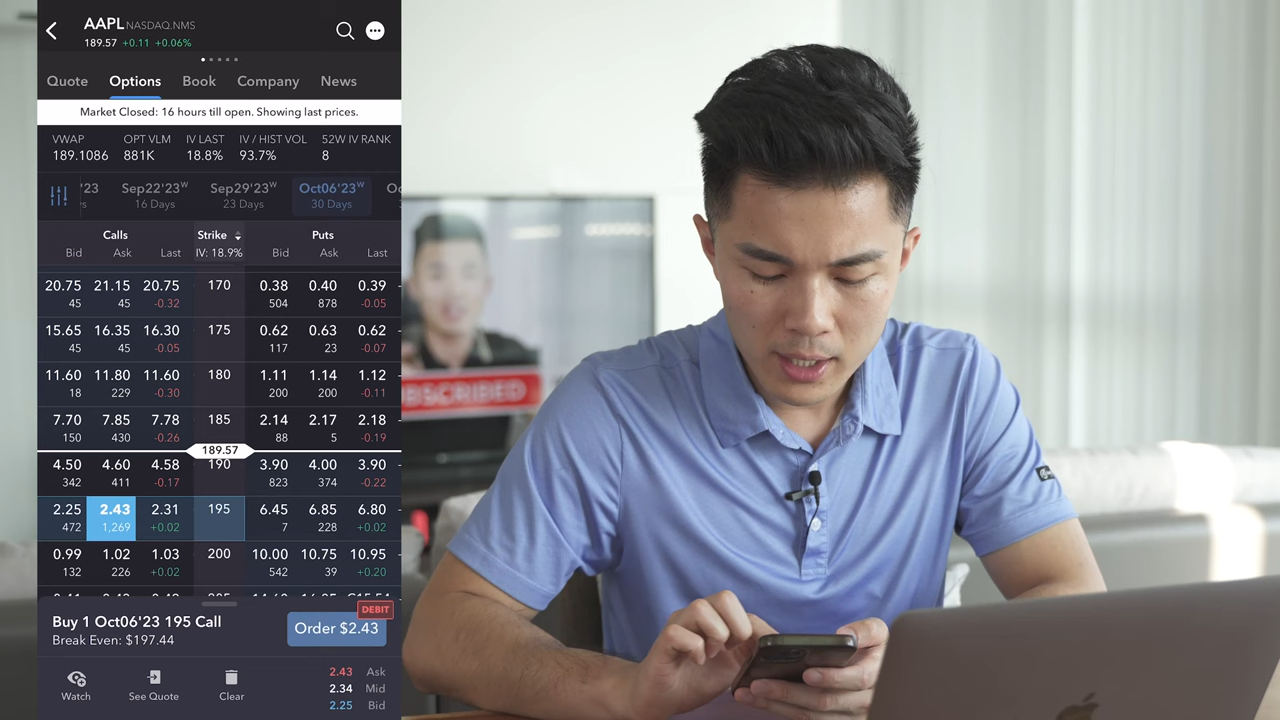 AAPL NASDAQ.NMS
189.57 +0.11 +0.06%
Quote Options Book Company News
Market Closed: 16 hours till open. Showing last prices.
VWAP OPT VLM IV LAST IV / HIST VOL 52W IV RANK
189.1086 881K 18.8% 93.7% 8
'23 Sep22'23W Sep29'23W Oct06'23W Oc
s 16 Days 23 Days 30 Days
Calls Strike Puts
Bid Ask Last IV: 18.9% Bid Ask Last
20.75 21.15 20.75 170 0.38 0.40 0.39
45 45 -0.32 504 878 -0.05
15.65 16.35 16.30 175 0.62 0.63 0.62
45 45 -0.05 117 23 -0.07
11.60 11.80 11.60 180 1.11 1.14 1.12
18 229 -0.30 200 200 -0.11
7.70 7.85 7.78 185 2.14 2.17 2.18
150 430 -0.26 88 5 -0.19
189.57
4.50 4.60 4.58 190 3.90 4.00 3.90
342 411 -0.17 823 374 -0.22
2.25 2.43 2.31 195 6.45 6.85 6.80
472 1,269 +0.02 7 228 +0.02
0.99 1.02 1.03 200 10.00 10.75 10.95
132 226 +0.02 542 39 +0.20
DEBIT
Buy 1 Oct06'23 195 Call Order $2.43
Break Even: $197.44
2.43 Ask
2.34 Mid
2.25 Bid
Watch See Quote Clear
BSCRIBED